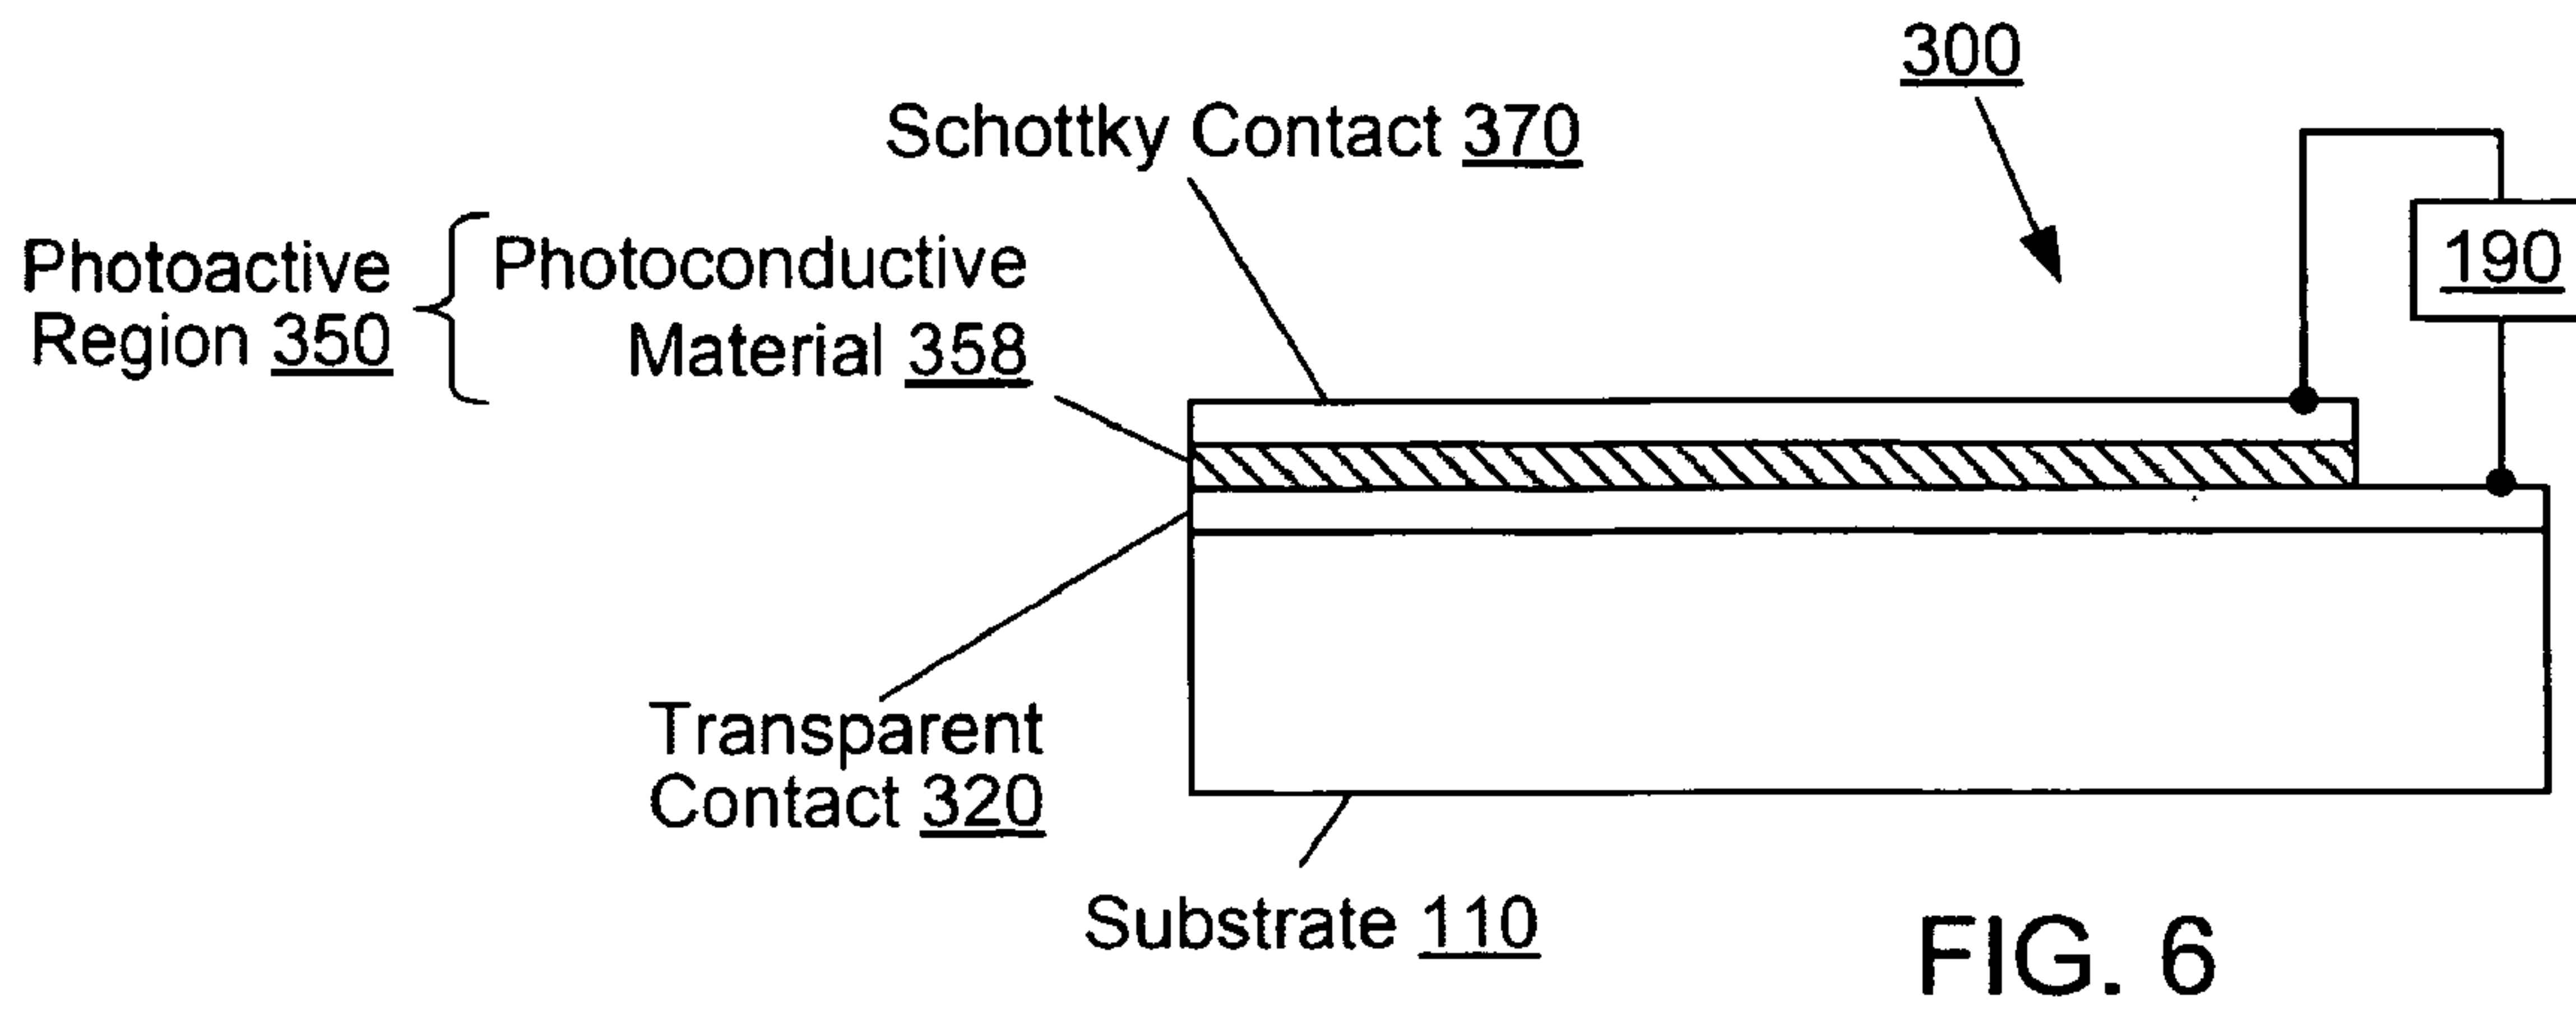 300
Schottky Contact 370
Photoactive
Region 350
Photoconductive
Material 358
190
Transparent
Contact 320
Substrate 110
FIG. 6